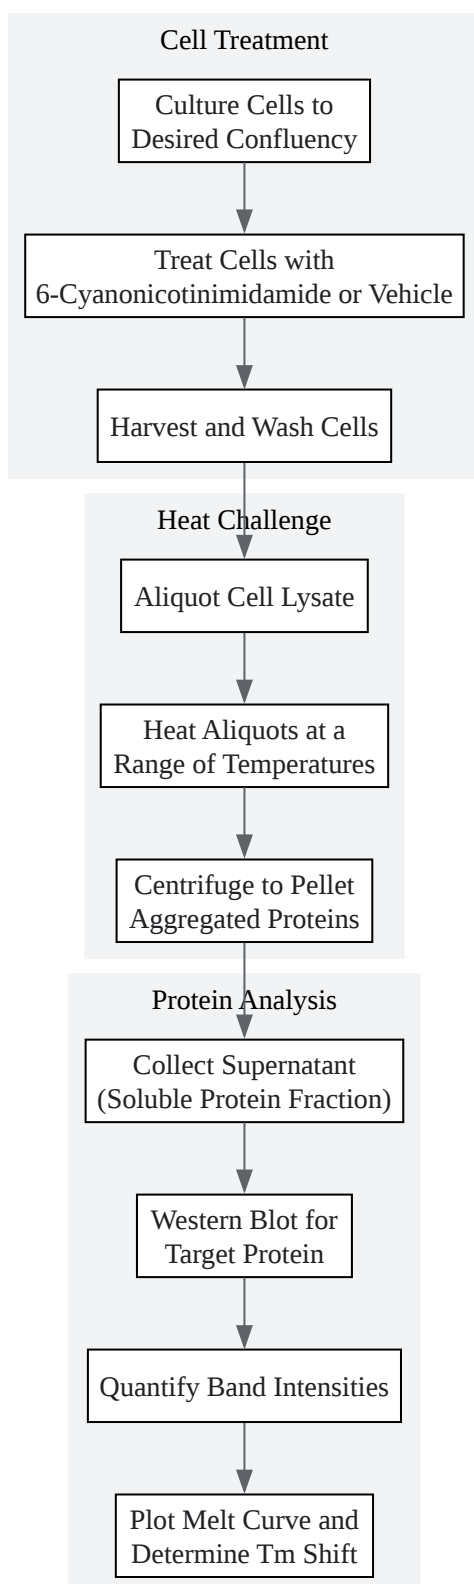 Cell Treatment
Culture Cells to
Desired Confluency
Treat Cells with
6-Cyanonicotinimidamide or Vehicle
Harvest and Wash Cells
Heat Challenge
Aliquot Cell Lysate
Heat Aliquots at a
Range of Temperatures
Centrifuge to Pellet
Aggregated Proteins
Protein Analysis
Collect Supernatant
(Soluble Protein Fraction)
Western Blot for
Target Protein
Quantify Band Intensities
Plot Melt Curve and
Determine Tm Shift